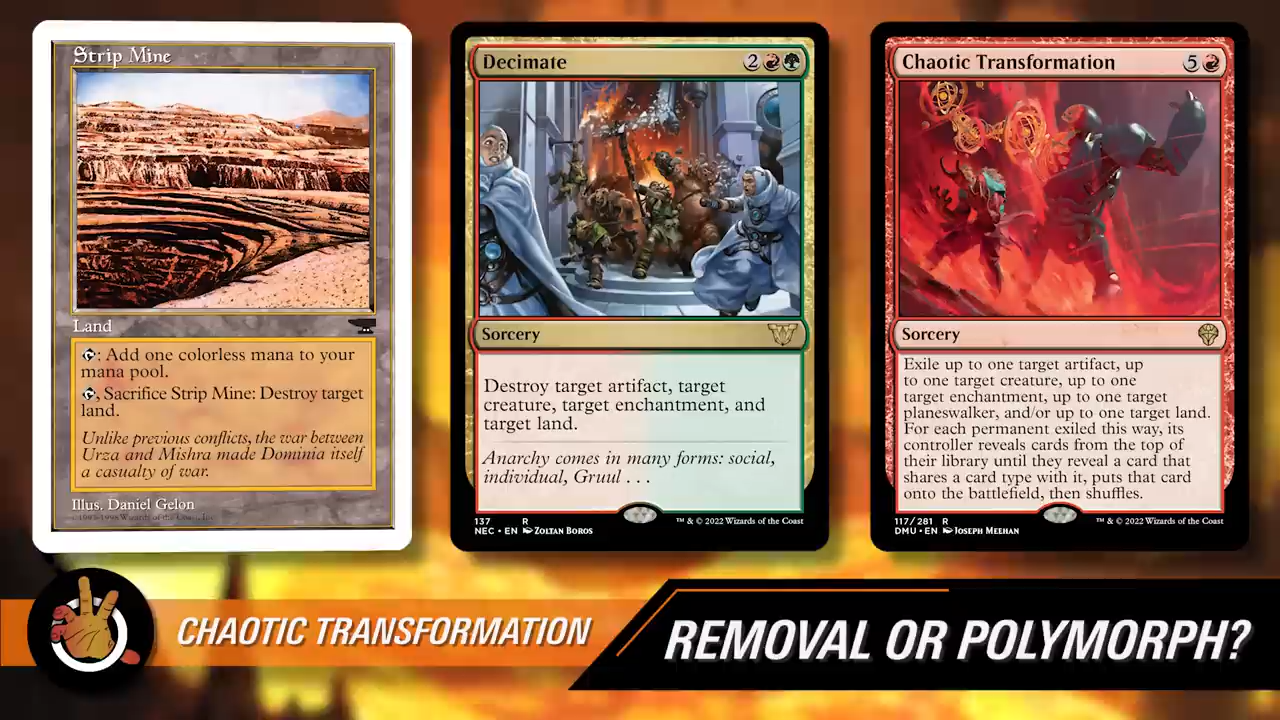 Strip Mine
Land
: Add one colorless mana to your
mana pool.
, Sacrifice Strip Mine: Destroy target
land.
Unlike previous conflicts, the war between
Urza and Mishra made Dominia itself
a casualty of war.
Illus. Daniel Gelon
Decimate
2
Sorcery
Destroy target artifact, target
creature, target enchantment, and
target land.
Anarchy comes in many forms: social,
individual, Gruul . . .
137 R
NEC • EN Zoltan Boros
™ & © 2022 Wizards of the Coast
Chaotic Transformation
5
Sorcery
Exile up to one target artifact, up
to one target creature, up to one
target enchantment, up to one target
planeswalker, and/or up to one target land.
For each permanent exiled this way, its
controller reveals cards from the top of
their library until they reveal a card that
shares a card type with it, puts that card
onto the battlefield, then shuffles.
117/281 R
DMU • EN Joseph Meehan
™ & © 2022 Wizards of the Coast
CHAOTIC TRANSFORMATION
REMOVAL OR POLYMORPH?